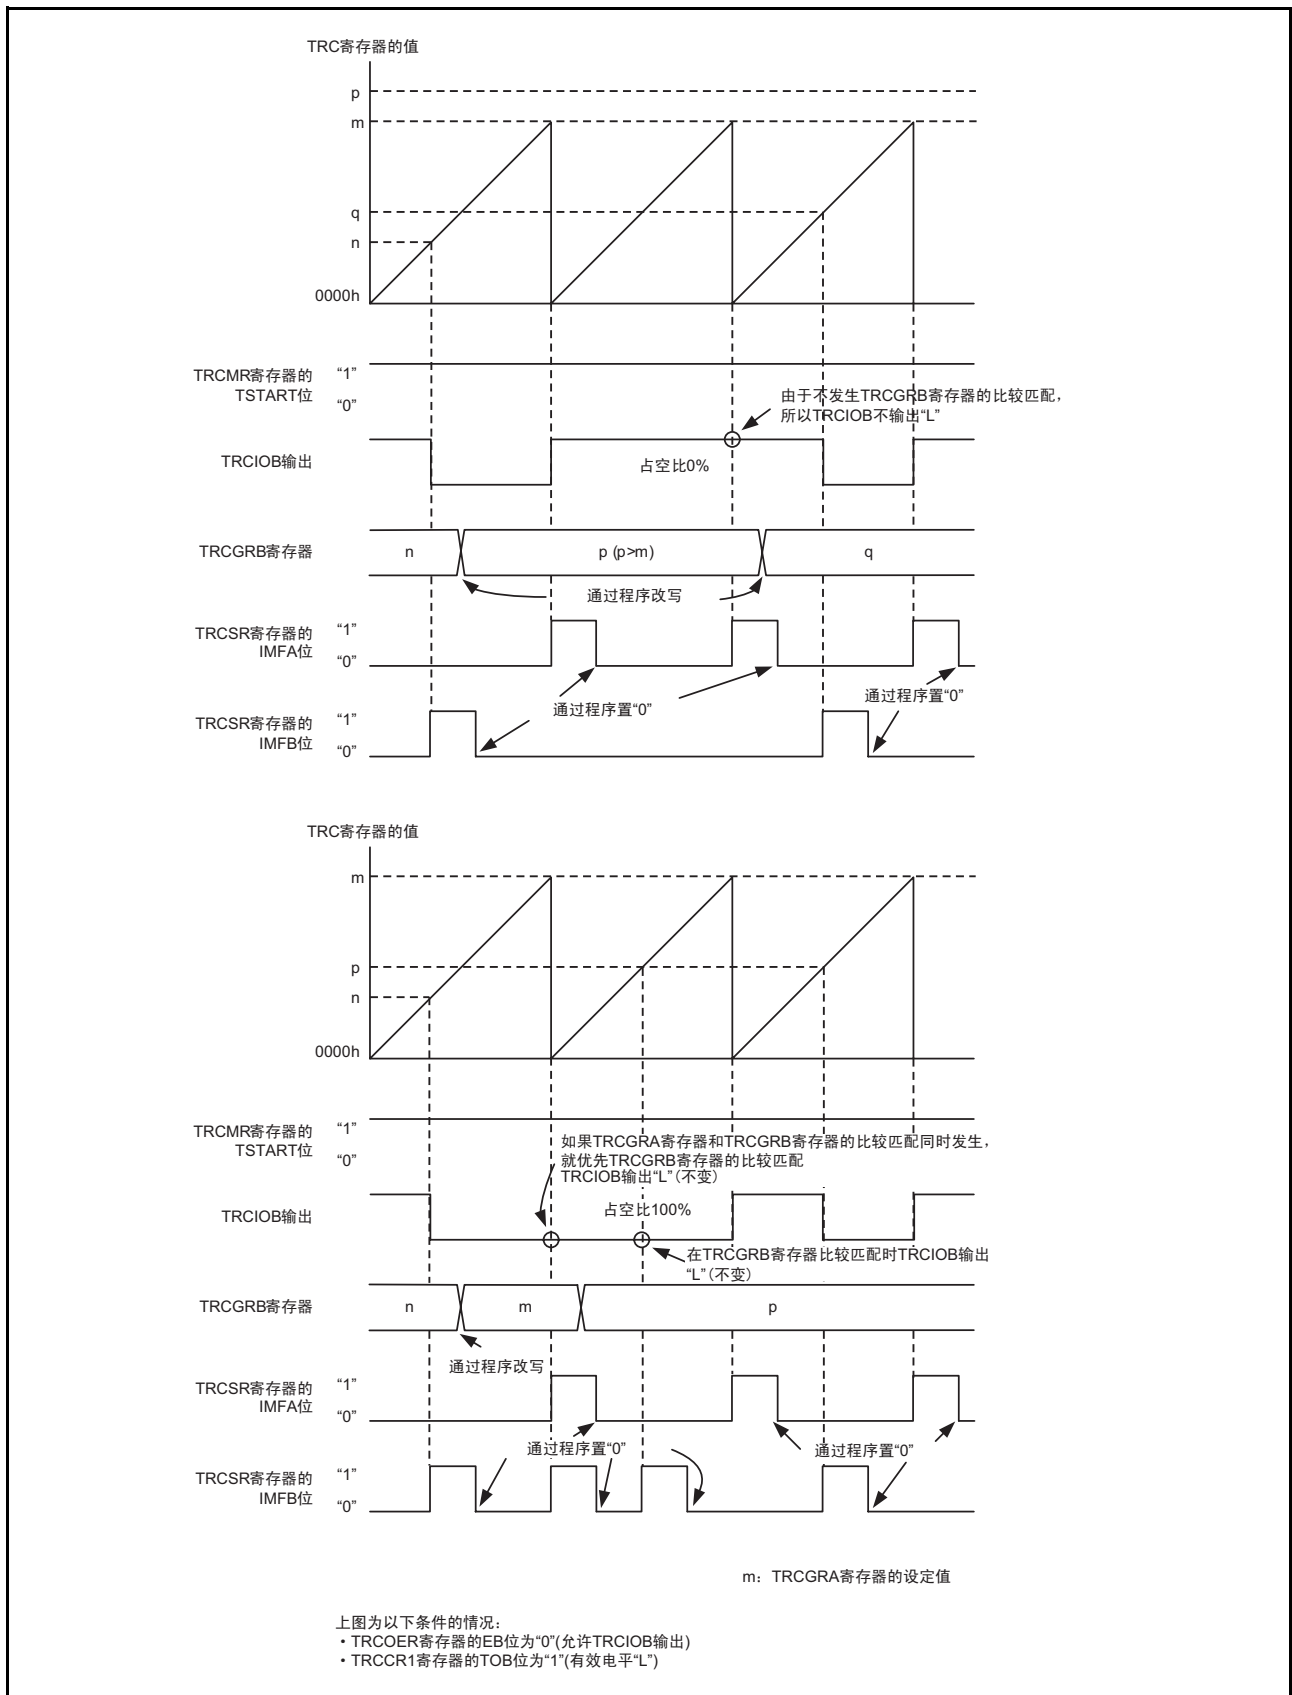 TRC寄存器的值
p
m
q
n
0000h
TRCMR寄存器的
TSTART位
“1”
“0”
由于不发生TRCGRB寄存器的比较匹配,
所以TRCIOB不输出“L”
TRCIOB输出
占空比0%
TRCGRB寄存器
n
p (p>m)
q
通过程序改写
TRCSR寄存器的
IMFA位
“1”
“0”
通过程序置“0”
通过程序置“0”
TRCSR寄存器的
IMFB位
“1”
“0”
TRC寄存器的值
m
p
n
0000h
TRCMR寄存器的
TSTART位
“1”
“0”
如果TRCGRA寄存器和TRCGRB寄存器的比较匹配同时发生,
就优先TRCGRB寄存器的比较匹配
TRCIOB输出“L”(不变)
TRCIOB输出
占空比100%
在TRCGRB寄存器比较匹配时TRCIOB输出
“L”(不变)
TRCGRB寄存器
n
m
p
通过程序改写
TRCSR寄存器的
IMFA位
“1”
“0”
通过程序置“0”
通过程序置“0”
TRCSR寄存器的
IMFB位
“1”
“0”
m：TRCGRA寄存器的设定值
上图为以下条件的情况：
・TRCOER寄存器的EB位为“0”(允许TRCIOB输出)
・TRCCR1寄存器的TOB位为“1”(有效电平“L”)